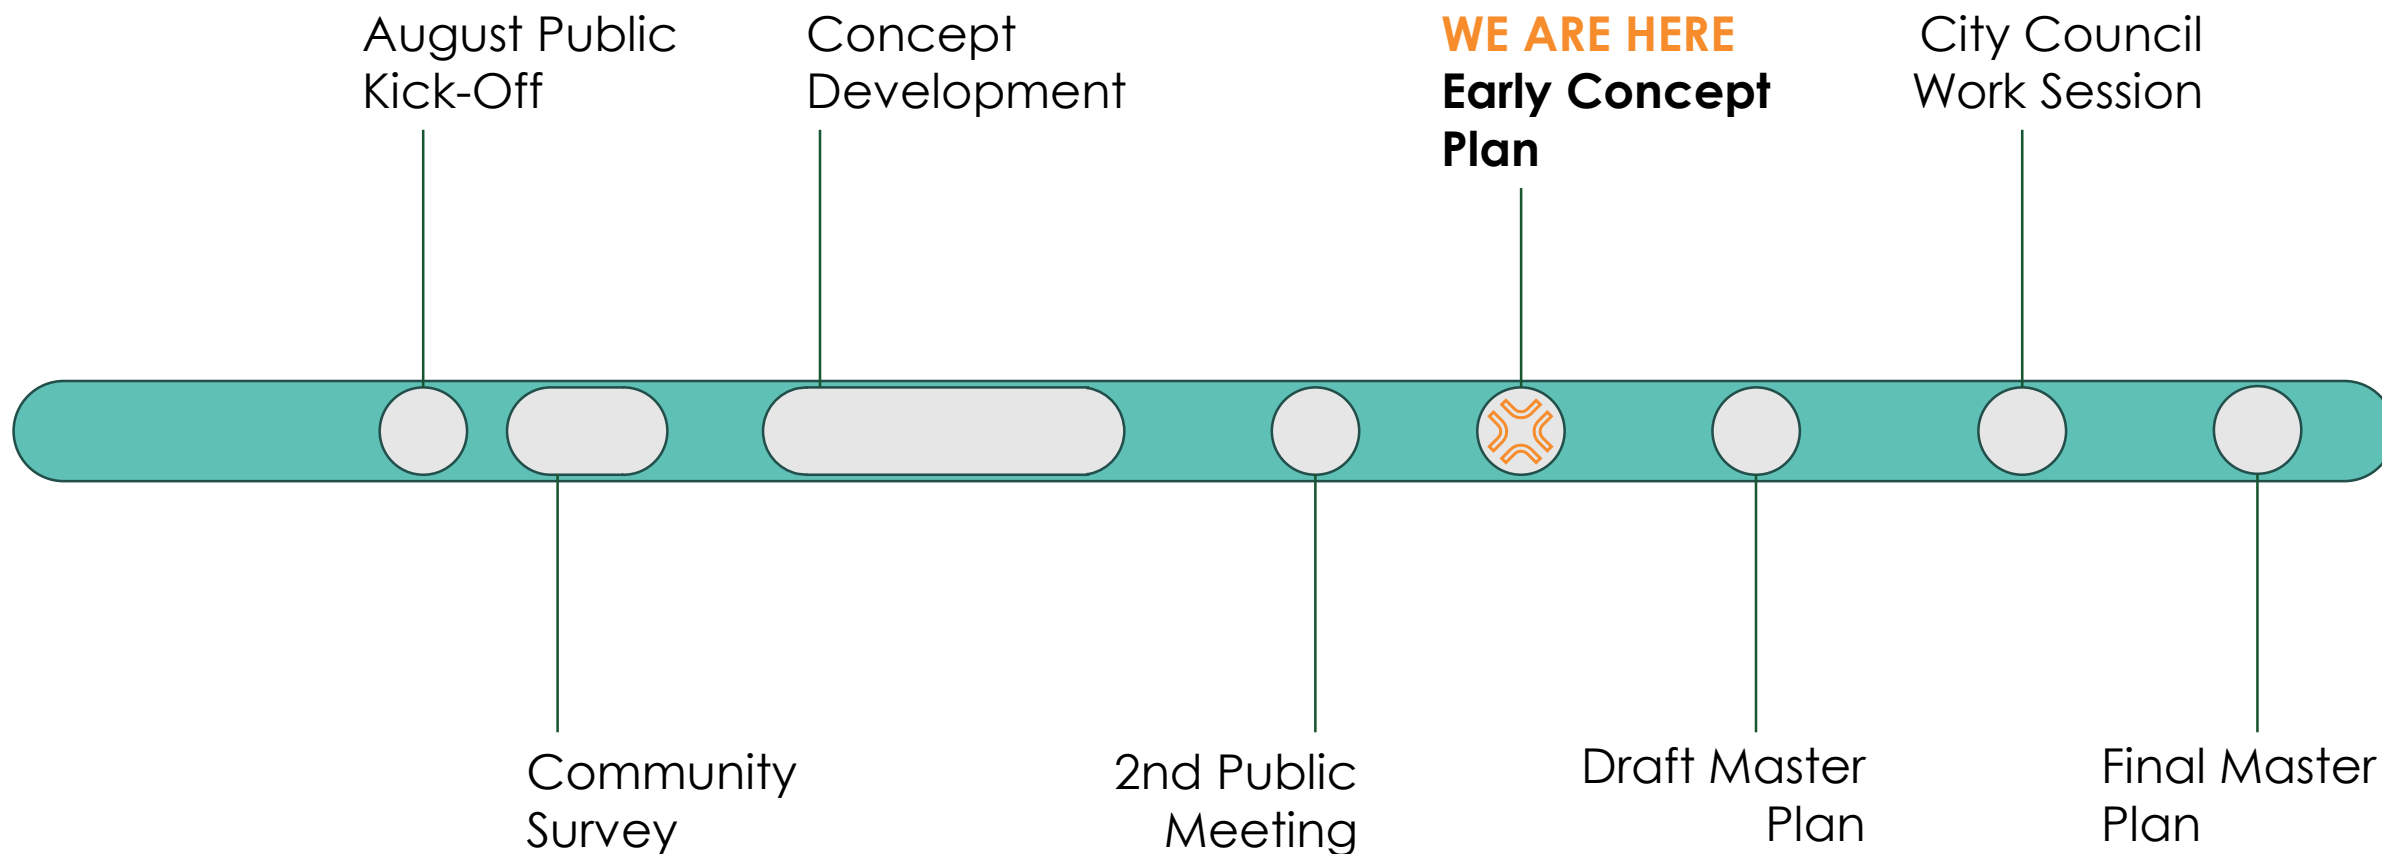 August Public
Kick-Off
Concept
Development
WE ARE HERE
Early Concept
Plan
City Council
Work Session
Community
Survey
2nd Public
Meeting
Draft Master
Plan
Final Master
Plan